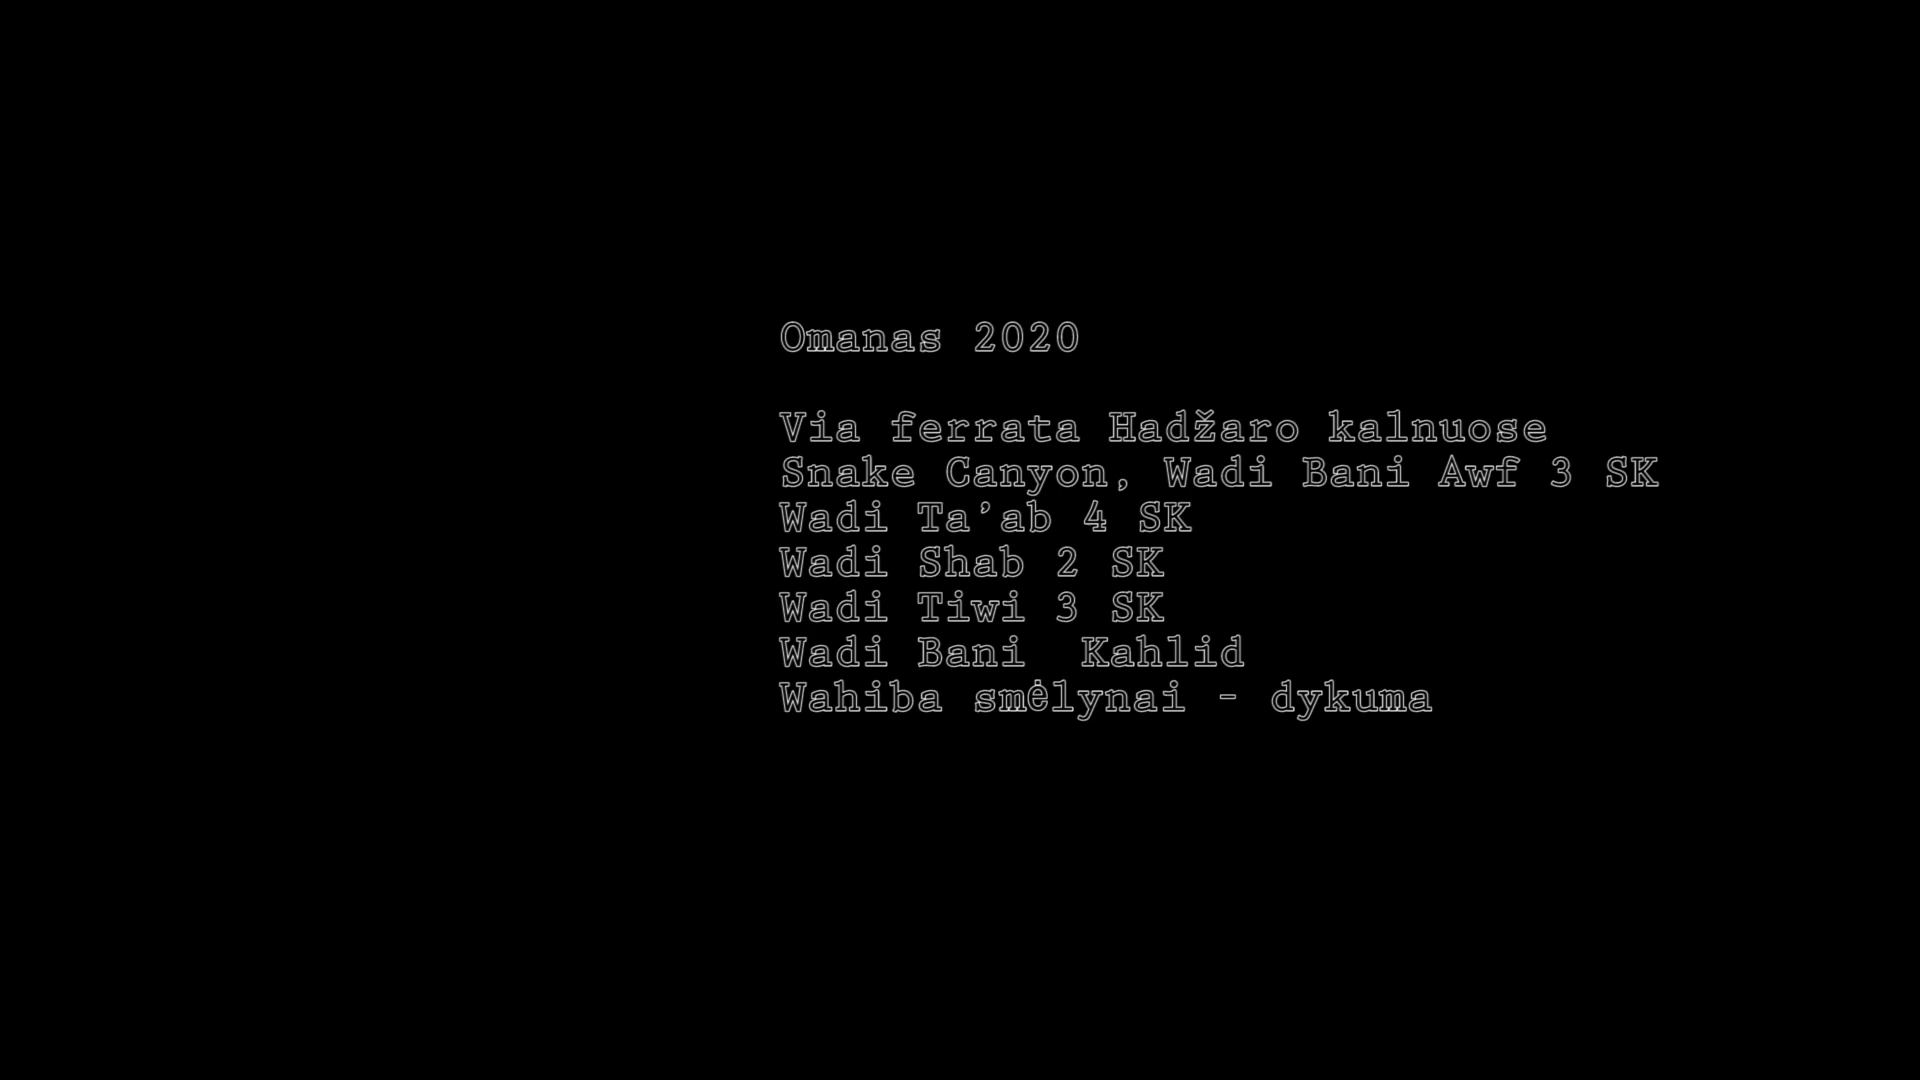 Omanas 2020
Via ferrata Hadžaro kalnuose
Snake Canyon, Wadi Bani Awf 3 SK
Wadi Ta’ab 4 SK
Wadi Shab 2 SK
Wadi Tiwi 3 SK
Wadi Bani  Kahlid
Wahiba smėlynai - dykuma